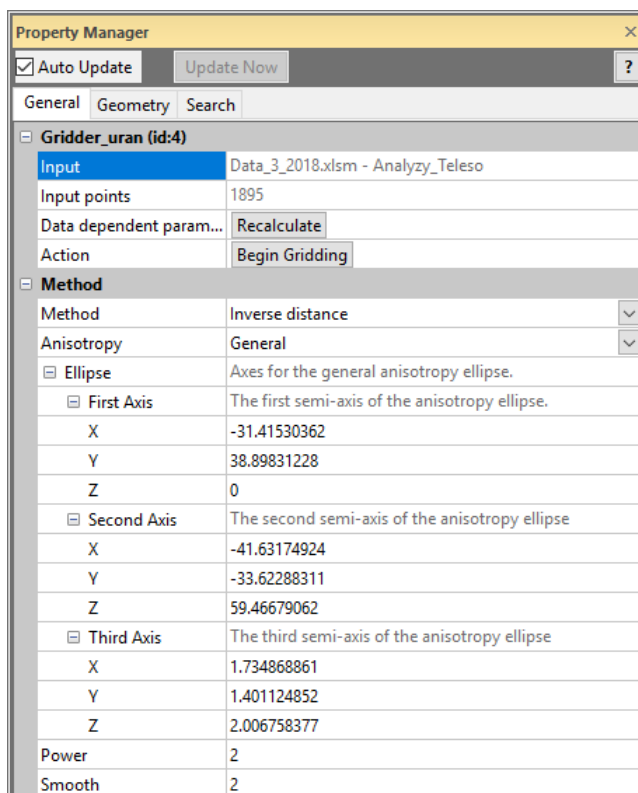 Property Manager
Auto Update Update Now ?
General Geometry Search
Gridder_uran (id:4)
Input Data_3_2018.xlsm - Analyzy_Teleso
Input points 1895
Data dependent param... Recalculate
Action Begin Gridding
Method
Method Inverse distance
Anisotropy General
Ellipse Axes for the general anisotropy ellipse.
First Axis The first semi-axis of the anisotropy ellipse.
X -31.41530362
Y 38.89831228
Z 0
Second Axis The second semi-axis of the anisotropy ellipse
X -41.63174924
Y -33.62288311
Z 59.46679062
Third Axis The third semi-axis of the anisotropy ellipse
X 1.734868861
Y 1.401124852
Z 2.006758377
Power 2
Smooth 2